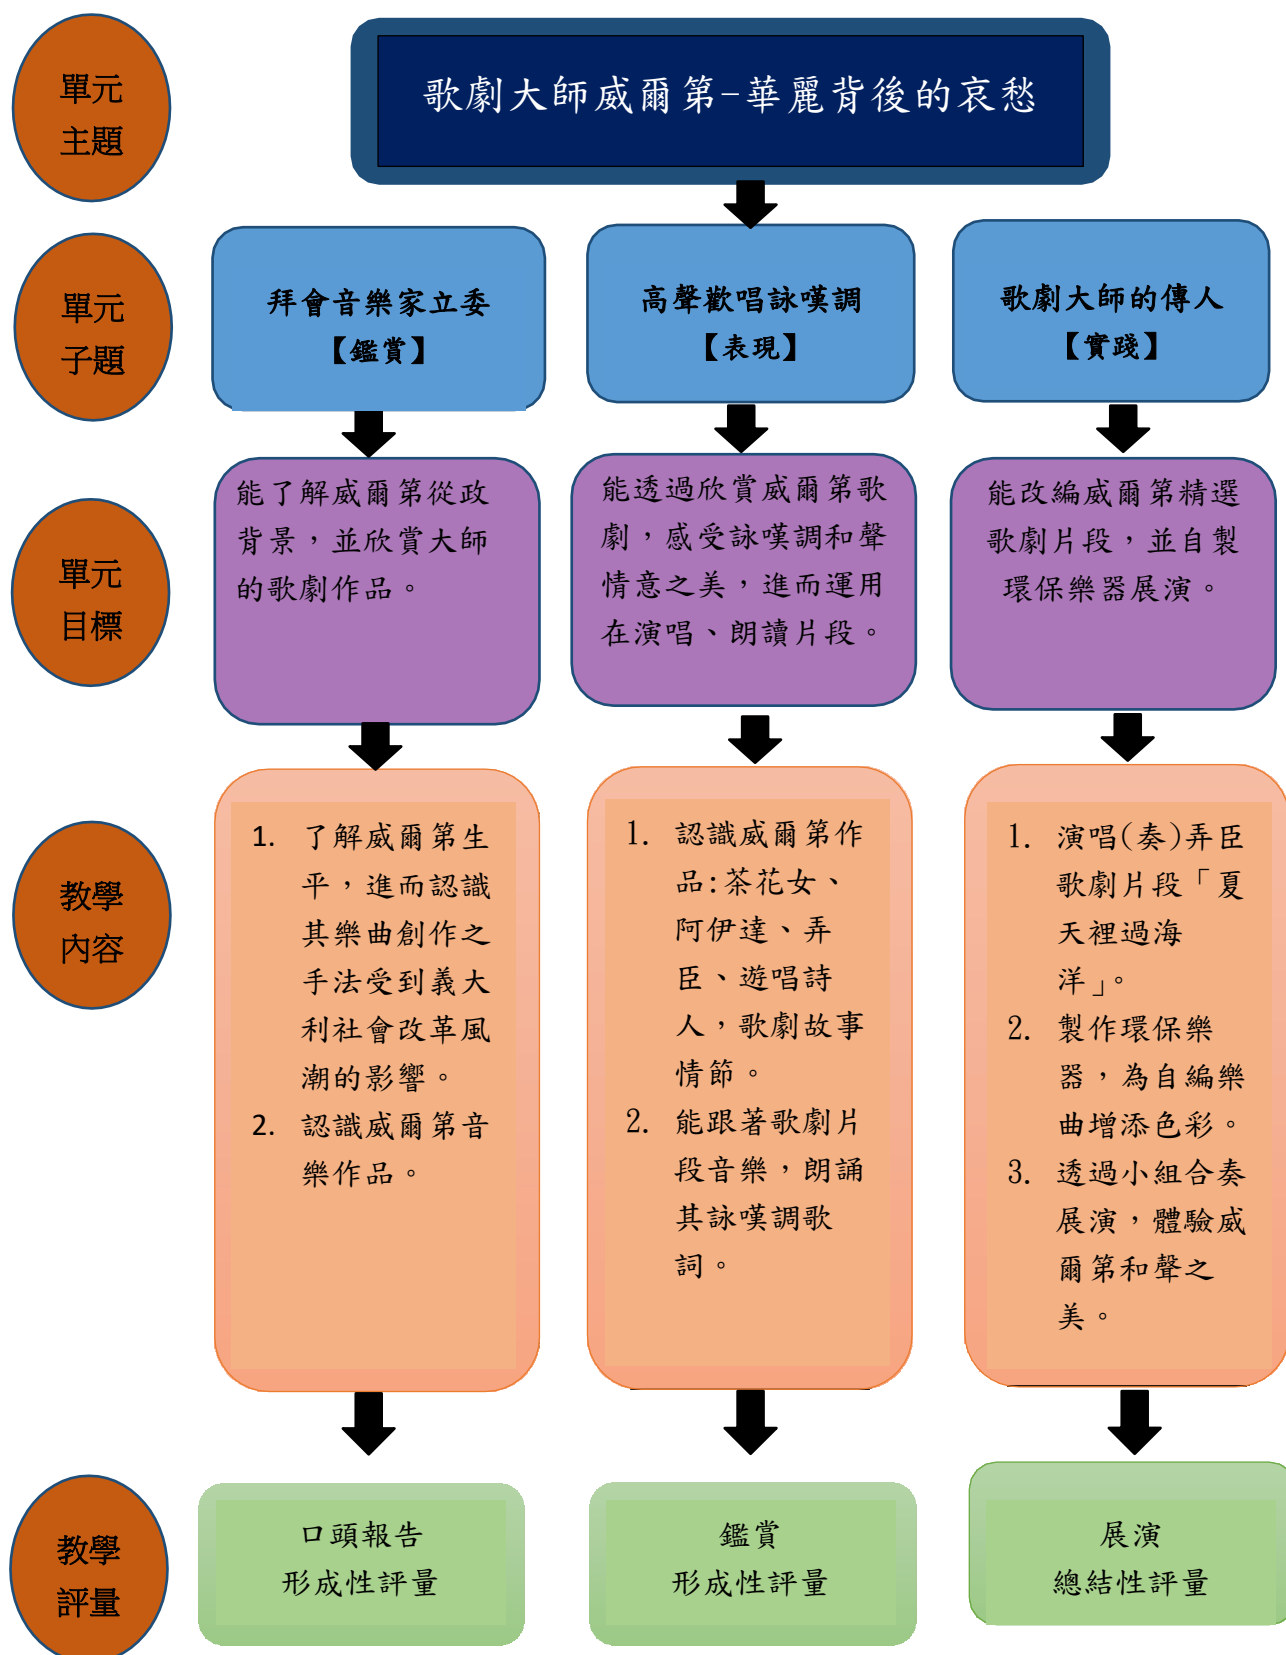 單元
主題
歌劇大師威爾第-華麗背後的哀愁
單元
子題
拜會音樂家立委
【鑑賞】
高聲歡唱詠嘆調
【表現】
歌劇大師的傳人
【實踐】
單元
目標
能了解威爾第從政
背景，並欣賞大師
的歌劇作品。
能透過欣賞威爾第歌
劇，感受詠嘆調和聲
情意之美，進而運用
在演唱、朗讀片段。
能改編威爾第精選
歌劇片段，並自製
環保樂器展演。
教學
內容
1. 了解威爾第生
平，進而認識
其樂曲創作之
手法受到義大
利社會改革風
潮的影響。
2. 認識威爾第音
樂作品。
1. 認識威爾第作
品:茶花女、
阿伊達、弄
臣、遊唱詩
人，歌劇故事
情節。
2. 能跟著歌劇片
段音樂，朗誦
其詠嘆調歌
詞。
1. 演唱(奏)弄臣
歌劇片段「夏
天裡過海
洋」。
2. 製作環保樂
器，為自編樂
曲增添色彩。
3. 透過小組合奏
展演，體驗威
爾第和聲之
美。
教學
評量
口頭報告
形成性評量
鑑賞
形成性評量
展演
總結性評量